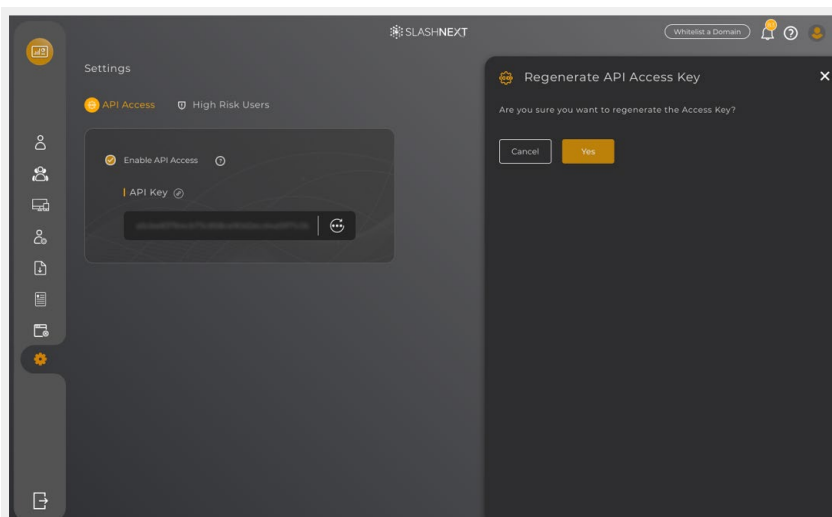 SLASHNEXT
Whitelist a Domain
Settings
API Access
High Risk Users
Enable API Access
API Key
Regenerate API Access Key
Are you sure you want to regenerate the Access Key?
Cancel
Yes